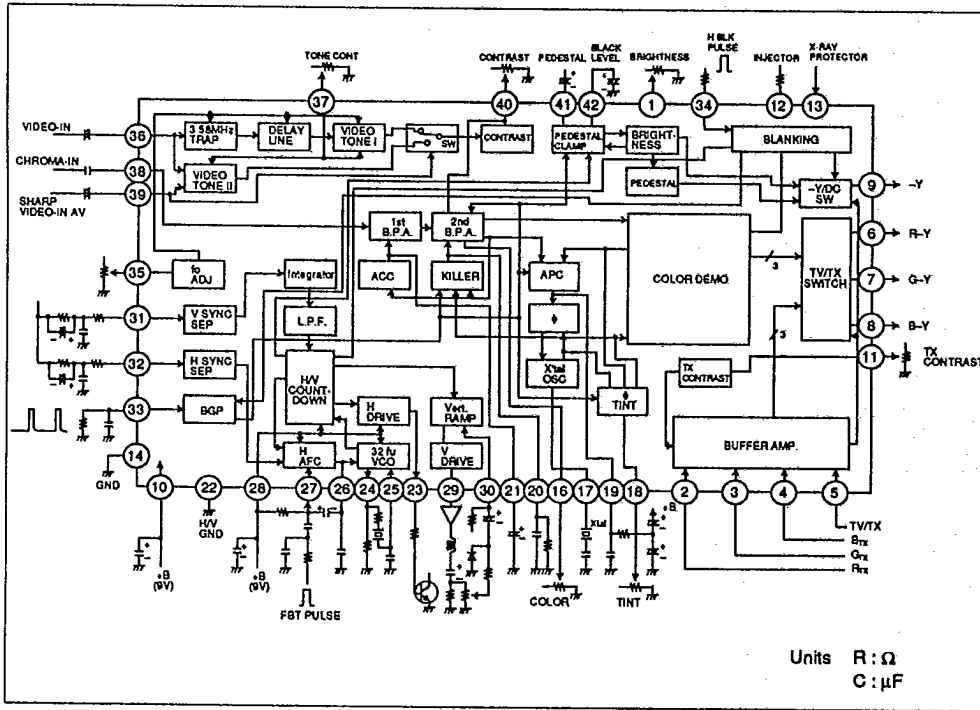 TONE CONT
CONTRAST
PEDESTAL
BLACK
LEVEL
BRIGHTNESS
H BLK
PULSE
INJECTOR
X-RAY
PROTECTOR
37
40
41
42
1
34
12
13
VIDEO-IN
36
3 58MHz
TRAP
DELAY
LINE
VIDEO
TONE I
SW
CONTRAST
PEDESTAL
CLAMP
BRIGHT-
NESS
BLANKING
CHROMA-IN
38
VIDEO
TONE II
PEDESTAL
-Y/DC
SW
9
-Y
39
SHARP
VIDEO-IN AV
1st
B.P.A.
2nd
B.P.A.
6
R-Y
35
fo
ADJ
Integrator
ACC
KILLER
APC
COLOR DEMO
3
TV/TX
SWITCH
7
G-Y
31
V SYNC
SEP
L.P.F.
ϕ
3
8
B-Y
32
H SYNC
SEP
H/V
COUNT-
DOWN
X'tal
OSC
TX
CONTRAST
11
TX
CONTRAST
33
BGP
H
DRIVE
Vert.
RAMP
ϕ
TINT
14
GND
H
AFC
32 fH
VCO
V
DRIVE
BUFFER AMP.
10
22
28
27
26
24
25
23
29
30
21
20
16
17
19
18
2
3
4
5
H/V
GND
+B
(9V)
+B
(9V)
FBT PULSE
Xtal
+B
COLOR
TINT
TV/TX
BTX
GTX
RTX
Units R : Ω
C : μF